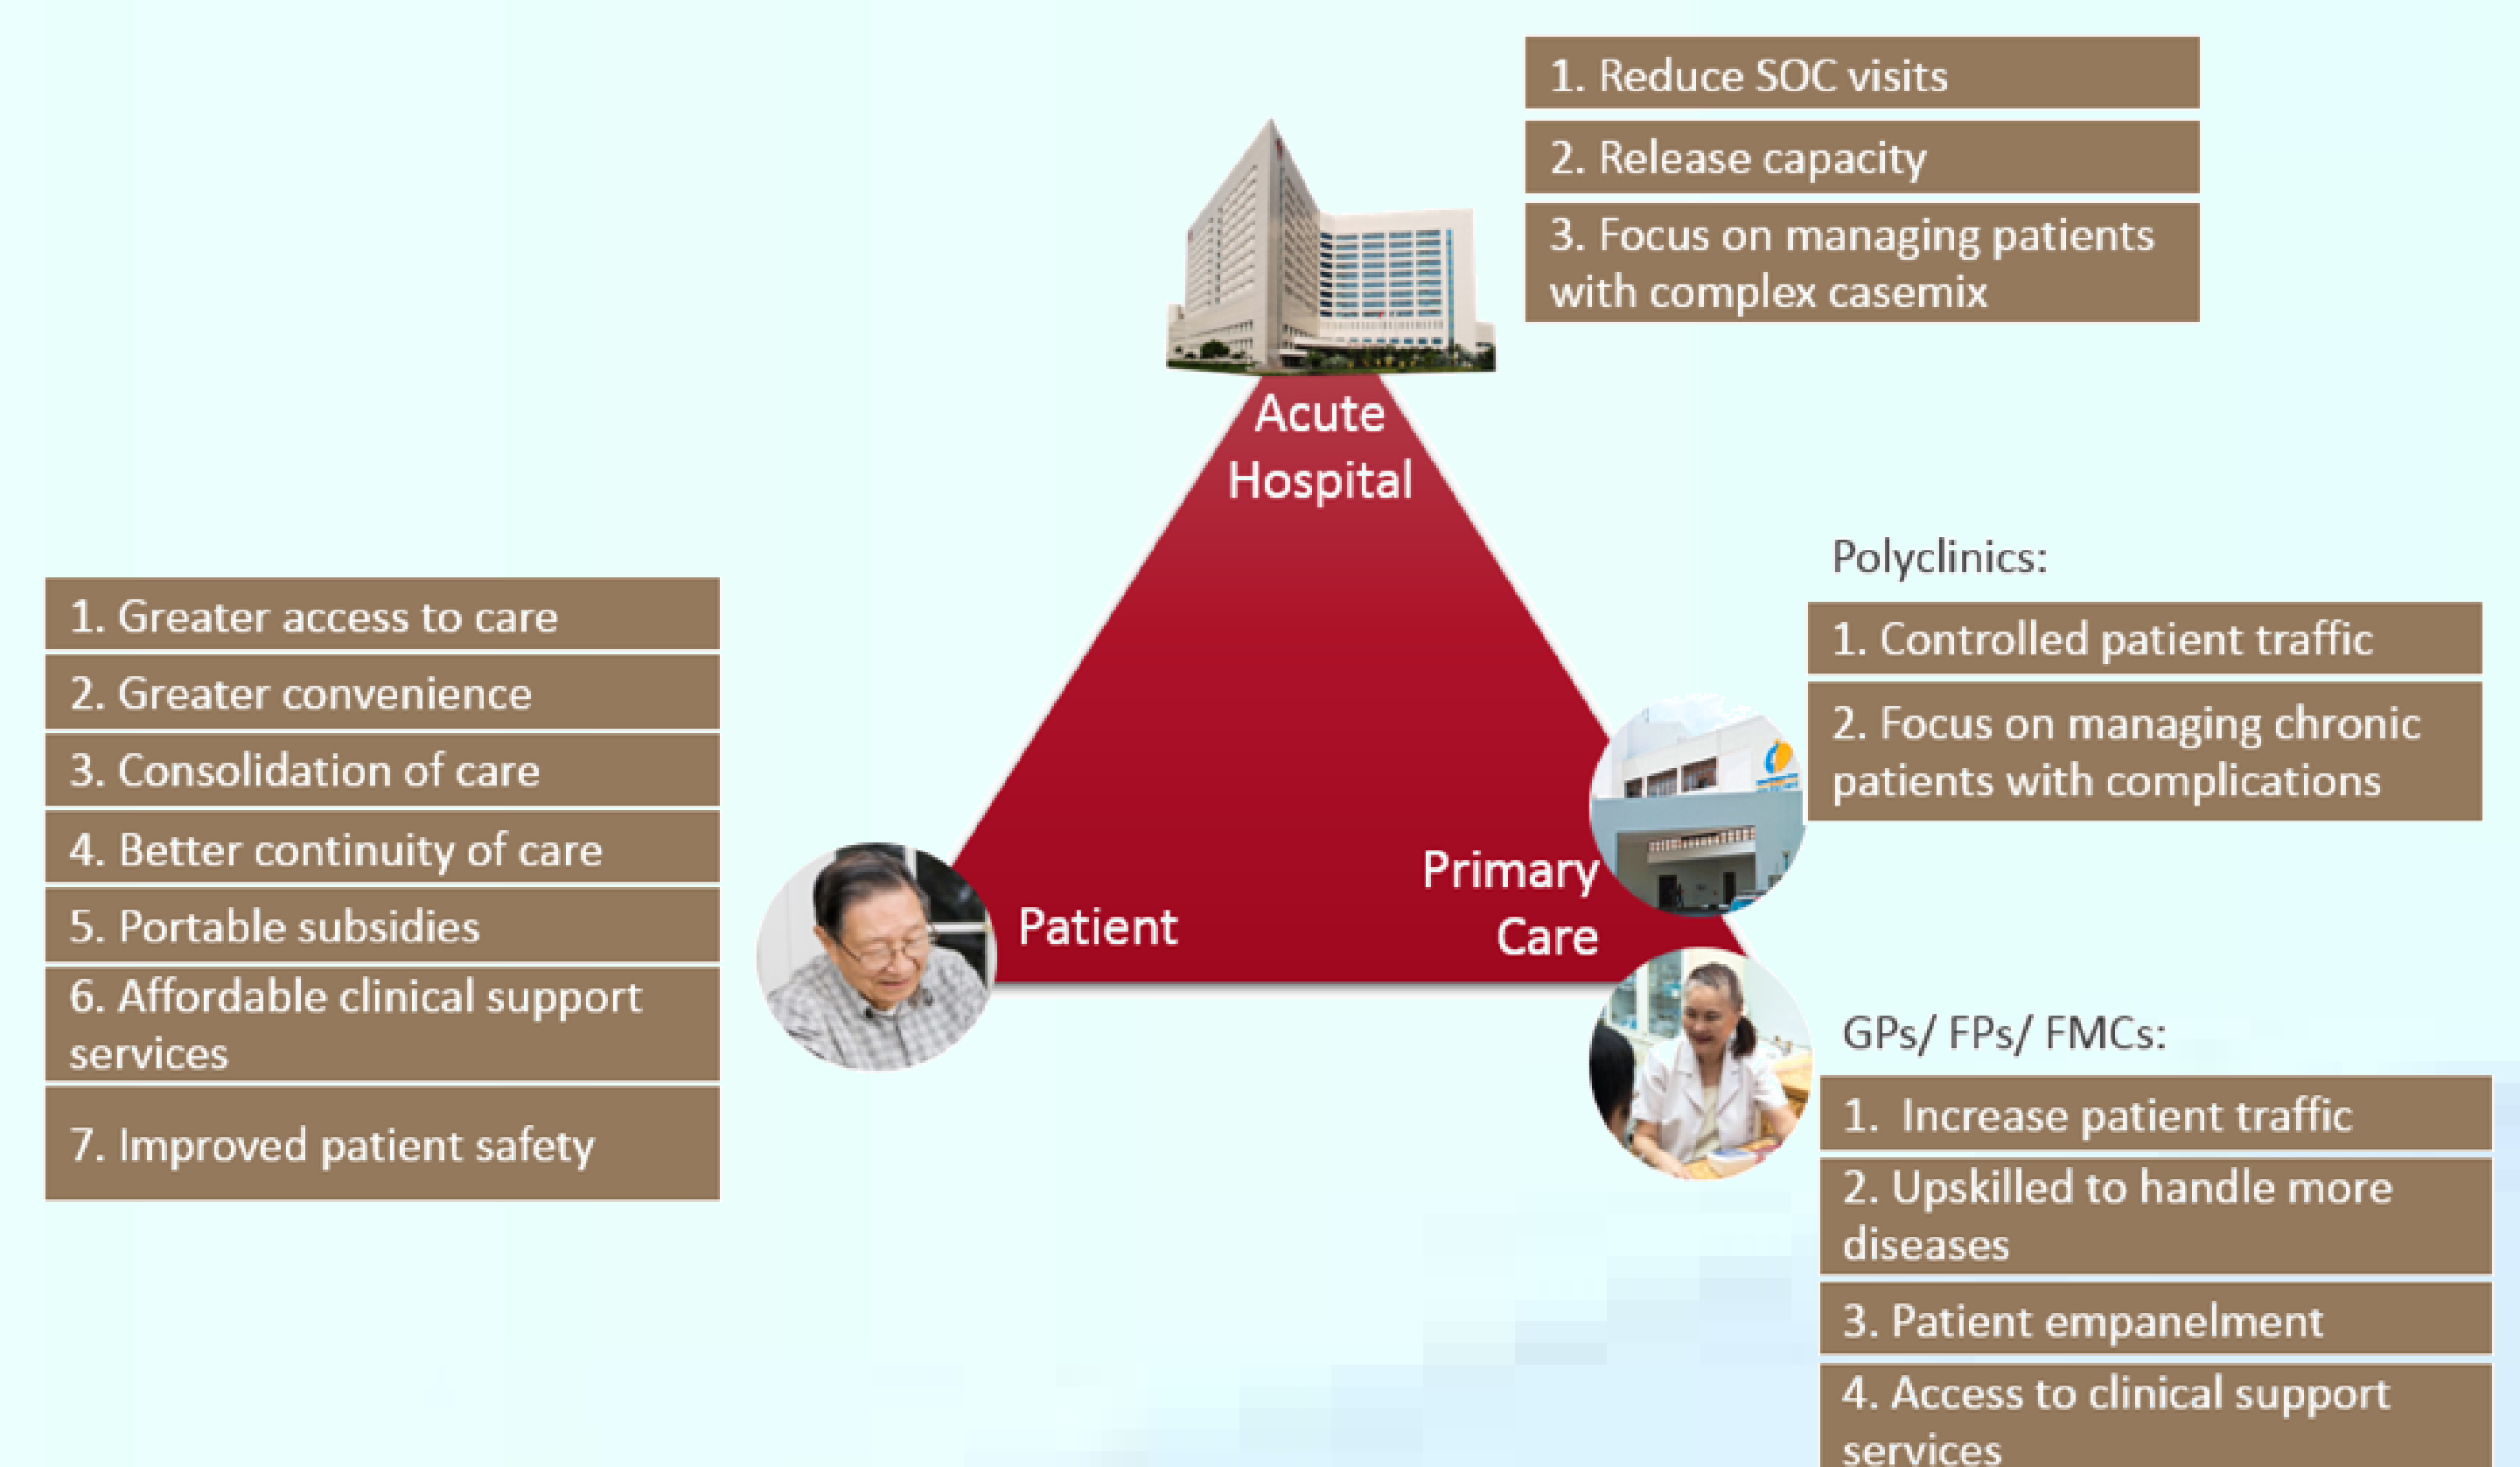 1. Reduce SOC visits
2. Release capacity
3. Focus on managing patients
with complex casemix
Acute
Hospital
Polyclinics:
1. Controlled patient traffic
2. Focus on managing chronic
patients with complications
1. Greater access to care
2. Greater convenience
3. Consolidation of care
4. Better continuity of care
5. Portable subsidies
6. Affordable clinical support
services
7. Improved patient safety
Patient
Primary
Care
GPs/ FPs/ FMCs:
1. Increase patient traffic
2. Upskilled to handle more
diseases
3. Patient empanelment
4. Access to clinical support
services